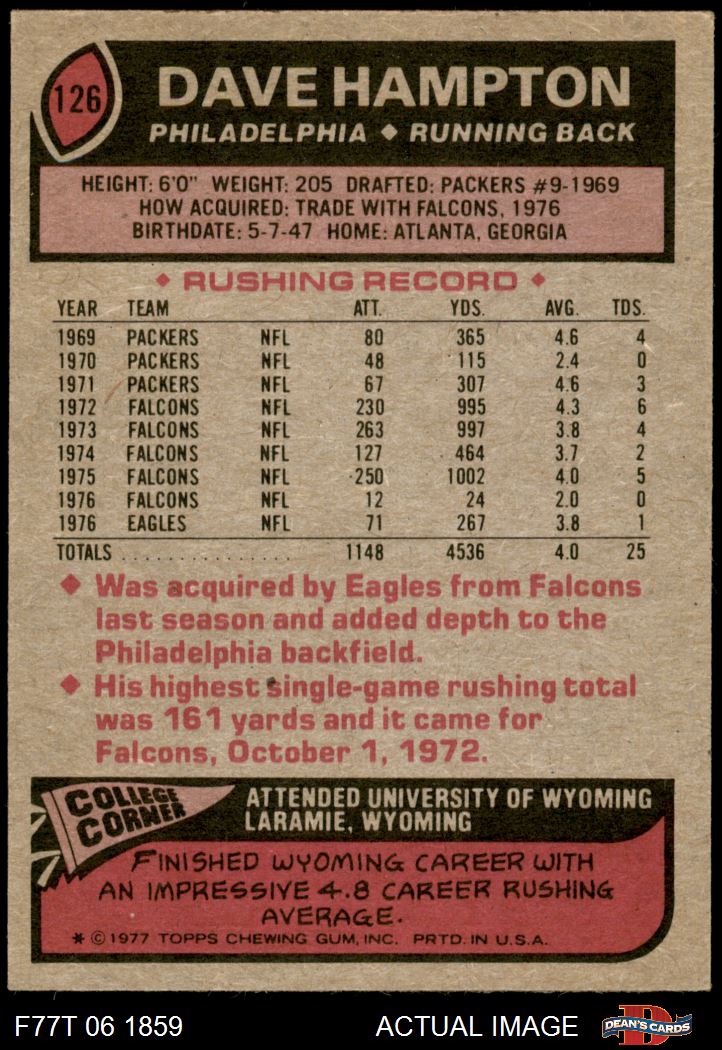 126
DAVE HAMPTON
PHILADELPHIA ◆ RUNNING BACK
HEIGHT: 6'0" WEIGHT: 205 DRAFTED: PACKERS #9-1969
HOW ACQUIRED: TRADE WITH FALCONS, 1976
BIRTHDATE: 5-7-47 HOME: ATLANTA, GEORGIA
◆ RUSHING RECORD ◆
YEAR TEAM ATT. YDS. AVG. TDS.
1969 PACKERS NFL 80 365 4.6 4
1970 PACKERS NFL 48 115 2.4 0
1971 PACKERS NFL 67 307 4.6 3
1972 FALCONS NFL 230 995 4.3 6
1973 FALCONS NFL 263 997 3.8 4
1974 FALCONS NFL 127 464 3.7 2
1975 FALCONS NFL 250 1002 4.0 5
1976 FALCONS NFL 12 24 2.0 0
1976 EAGLES NFL 71 267 3.8 1
TOTALS . . . . . . . . . . . . . . . . 1148 4536 4.0 25
◆ Was acquired by Eagles from Falcons
last season and added depth to the
Philadelphia backfield.
◆ His highest single-game rushing total
was 161 yards and it came for
Falcons, October 1, 1972.
COLLEGE
CORNER
ATTENDED UNIVERSITY OF WYOMING
LARAMIE, WYOMING
FINISHED WYOMING CAREER WITH
AN IMPRESSIVE 4.8 CAREER RUSHING
AVERAGE.
* © 1977 TOPPS CHEWING GUM, INC. PRTD. IN U.S.A.
F77T 06 1859 ACTUAL IMAGE
D
DEAN'S CARDS